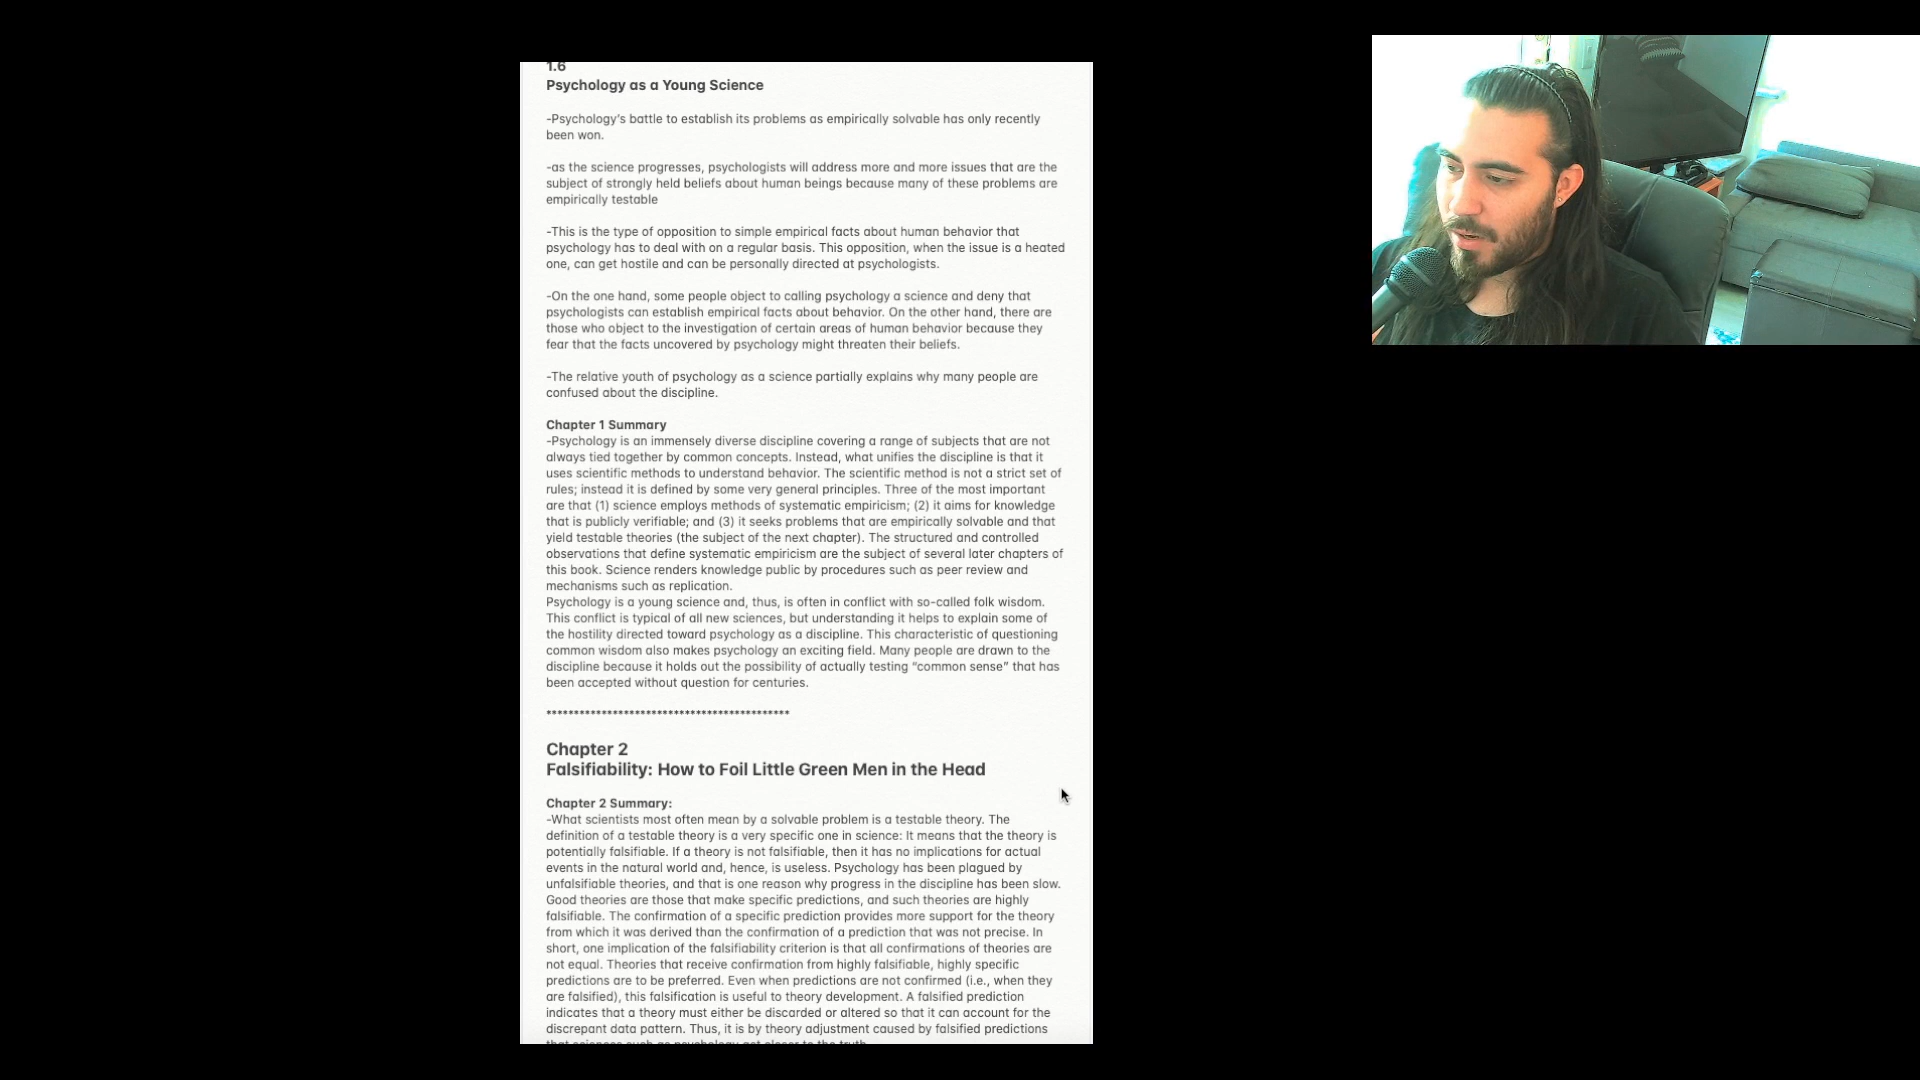 1.6
Psychology as a Young Science
-Psychology's battle to establish its problems as empirically solvable has only recently
been won.
-as the science progresses, psychologists will address more and more issues that are the
subject of strongly held beliefs about human beings because many of these problems are
empirically testable
-This is the type of opposition to simple empirical facts about human behavior that
psychology has to deal with on a regular basis. This opposition, when the issue is a heated
one, can get hostile and can be personally directed at psychologists.
-On the one hand, some people object to calling psychology a science and deny that
psychologists can establish empirical facts about behavior. On the other hand, there are
those who object to the investigation of certain areas of human behavior because they
fear that the facts uncovered by psychology might threaten their beliefs.
-The relative youth of psychology as a science partially explains why many people are
confused about the discipline.
Chapter 1 Summary
-Psychology is an immensely diverse discipline covering a range of subjects that are not
always tied together by common concepts. Instead, what unifies the discipline is that it
uses scientific methods to understand behavior. The scientific method is not a strict set of
rules; instead it is defined by some very general principles. Three of the most important
are that (1) science employs methods of systematic empiricism; (2) it aims for knowledge
that is publicly verifiable; and (3) it seeks problems that are empirically solvable and that
yield testable theories (the subject of the next chapter). The structured and controlled
observations that define systematic empiricism are the subject of several later chapters of
this book. Science renders knowledge public by procedures such as peer review and
mechanisms such as replication.
Psychology is a young science and, thus, is often in conflict with so-called folk wisdom.
This conflict is typical of all new sciences, but understanding it helps to explain some of
the hostility directed toward psychology as a discipline. This characteristic of questioning
common wisdom also makes psychology an exciting field. Many people are drawn to the
discipline because it holds out the possibility of actually testing “common sense” that has
been accepted without question for centuries.
********************************************
Chapter 2
Falsifiability: How to Foil Little Green Men in the Head
Chapter 2 Summary:
-What scientists most often mean by a solvable problem is a testable theory. The
definition of a testable theory is a very specific one in science: It means that the theory is
potentially falsifiable. If a theory is not falsifiable, then it has no implications for actual
events in the natural world and, hence, is useless. Psychology has been plagued by
unfalsifiable theories, and that is one reason why progress in the discipline has been slow.
Good theories are those that make specific predictions, and such theories are highly
falsifiable. The confirmation of a specific prediction provides more support for the theory
from which it was derived than the confirmation of a prediction that was not precise. In
short, one implication of the falsifiability criterion is that all confirmations of theories are
not equal. Theories that receive confirmation from highly falsifiable, highly specific
predictions are to be preferred. Even when predictions are not confirmed (i.e., when they
are falsified), this falsification is useful to theory development. A falsified prediction
indicates that a theory must either be discarded or altered so that it can account for the
discrepant data pattern. Thus, it is by theory adjustment caused by falsified predictions
that sciences such as psychology get closer to the truth.